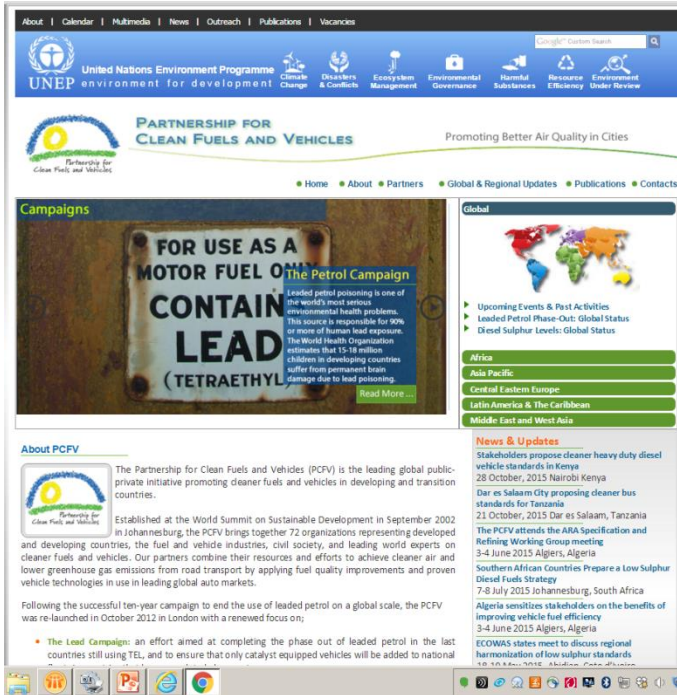 About | Calendar | Multimedia | News | Outreach | Publications | Vacancies
Google™ Custom Search
UNEP
United Nations Environment Programme
environment for development
Climate Change
Disasters & Conflicts
Ecosystem Management
Environmental Governance
Harmful Substances
Resource Efficiency
Environment Under Review
Partnership for
Clean Fuels and Vehicles
PARTNERSHIP FOR
CLEAN FUELS AND VEHICLES
Promoting Better Air Quality in Cities
Home About Partners Global & Regional Updates Publications Contacts
Campaigns
FOR USE AS A
MOTOR FUEL ONL
CONTAIN
LEAD
(TETRAETHYL
The Petrol Campaign
Leaded petrol poisoning is one of
the world's most serious
environmental health problems.
This source is responsible for 90%
or more of human lead exposure.
The World Health Organization
estimates that 15-18 million
children in developing countries
suffer from permanent brain
damage due to lead poisoning.
Read More ...
Global
Upcoming Events & Past Activities
Leaded Petrol Phase-Out: Global Status
Diesel Sulphur Levels: Global Status
Africa
Asia Pacific
Central Eastern Europe
Latin America & The Caribbean
Middle East and West Asia
About PCFV
Partnership for
Clean Fuels and Vehicles
The Partnership for Clean Fuels and Vehicles (PCFV) is the leading global public-
private initiative promoting cleaner fuels and vehicles in developing and transition
countries.
Established at the World Summit on Sustainable Development in September 2002
in Johannesburg, the PCFV brings together 72 organizations representing developed
and developing countries, the fuel and vehicle industries, civil society, and leading world experts on
cleaner fuels and vehicles. Our partners combine their resources and efforts to achieve cleaner air and
lower greenhouse gas emissions from road transport by applying fuel quality improvements and proven
vehicle technologies in use in leading global auto markets.
Following the successful ten-year campaign to end the use of leaded petrol on a global scale, the PCFV
was re-launched in October 2012 in London with a renewed focus on;
The Lead Campaign: an effort aimed at completing the phase out of leaded petrol in the last
countries still using TEL, and to ensure that only catalyst equipped vehicles will be added to national
News & Updates
Stakeholders propose cleaner heavy duty diesel
vehicle standards in Kenya
28 October, 2015 Nairobi Kenya
Dar es Salaam City proposing cleaner bus
standards for Tanzania
21 October, 2015 Dar es Salaam, Tanzania
The PCFV attends the ARA Specification and
Refining Working Group meeting
3-4 June 2015 Algiers, Algeria
Southern African Countries Prepare a Low Sulphur
Diesel Fuels Strategy
7-8 July 2015 Johannesburg, South Africa
Algeria sensitizes stakeholders on the benefits of
improving vehicle fuel efficiency
3-4 June 2015 Algiers, Algeria
ECOWAS states meet to discuss regional
harmonization of low sulphur standards